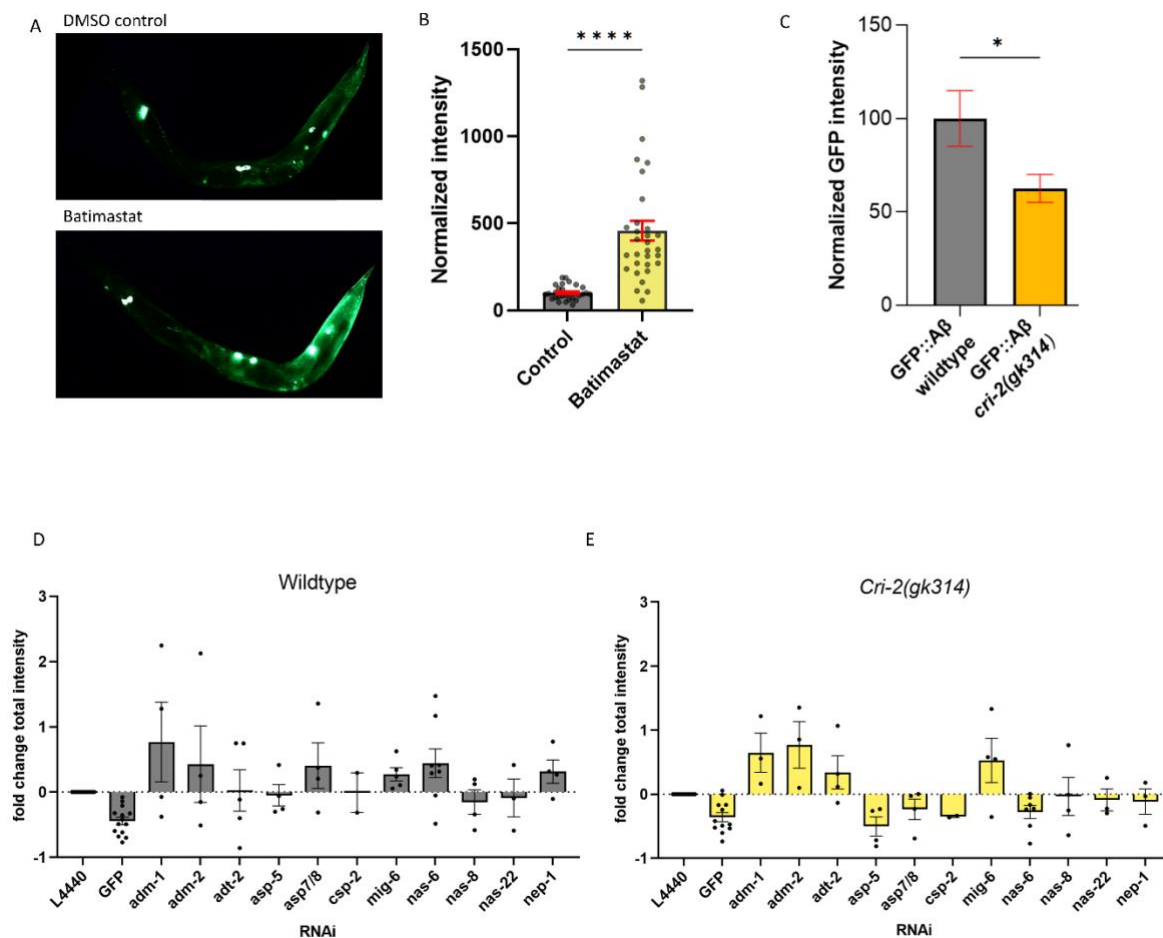 A
DMSO control
Batimastat
B
****
Normalized intensity
1500
1000
500
0
Control
Batimastat
C
*
Normalized GFP intensity
150
100
50
0
GFP::Aβ
wildtype
GFP::Aβ
cri-2(gk314)
D
Wildtype
fold change total intensity
3
2
1
0
-1
L4440
GFP
adm-1
adm-2
adt-2
asp-5
asp7/8
csp-2
mig-6
nas-6
nas-8
nas-22
nep-1
RNAi
E
Cri-2(gk314)
fold change total intensity
3
2
1
0
-1
L4440
GFP
adm-1
adm-2
adt-2
asp-5
asp7/8
csp-2
mig-6
nas-6
nas-8
nas-22
nep-1
RNAi